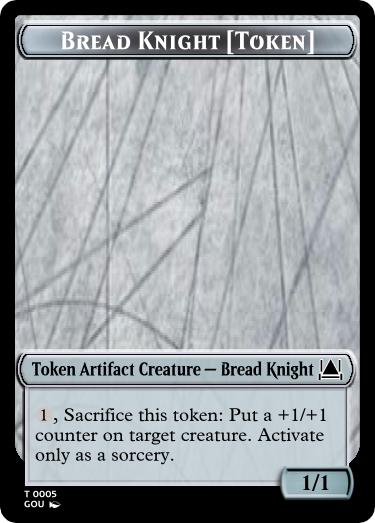 Bread Knight [Token]
Token Artifact Creature — Bread Knight
1, Sacrifice this token: Put a +1/+1
counter on target creature. Activate
only as a sorcery.
1/1
T 0005
GOU